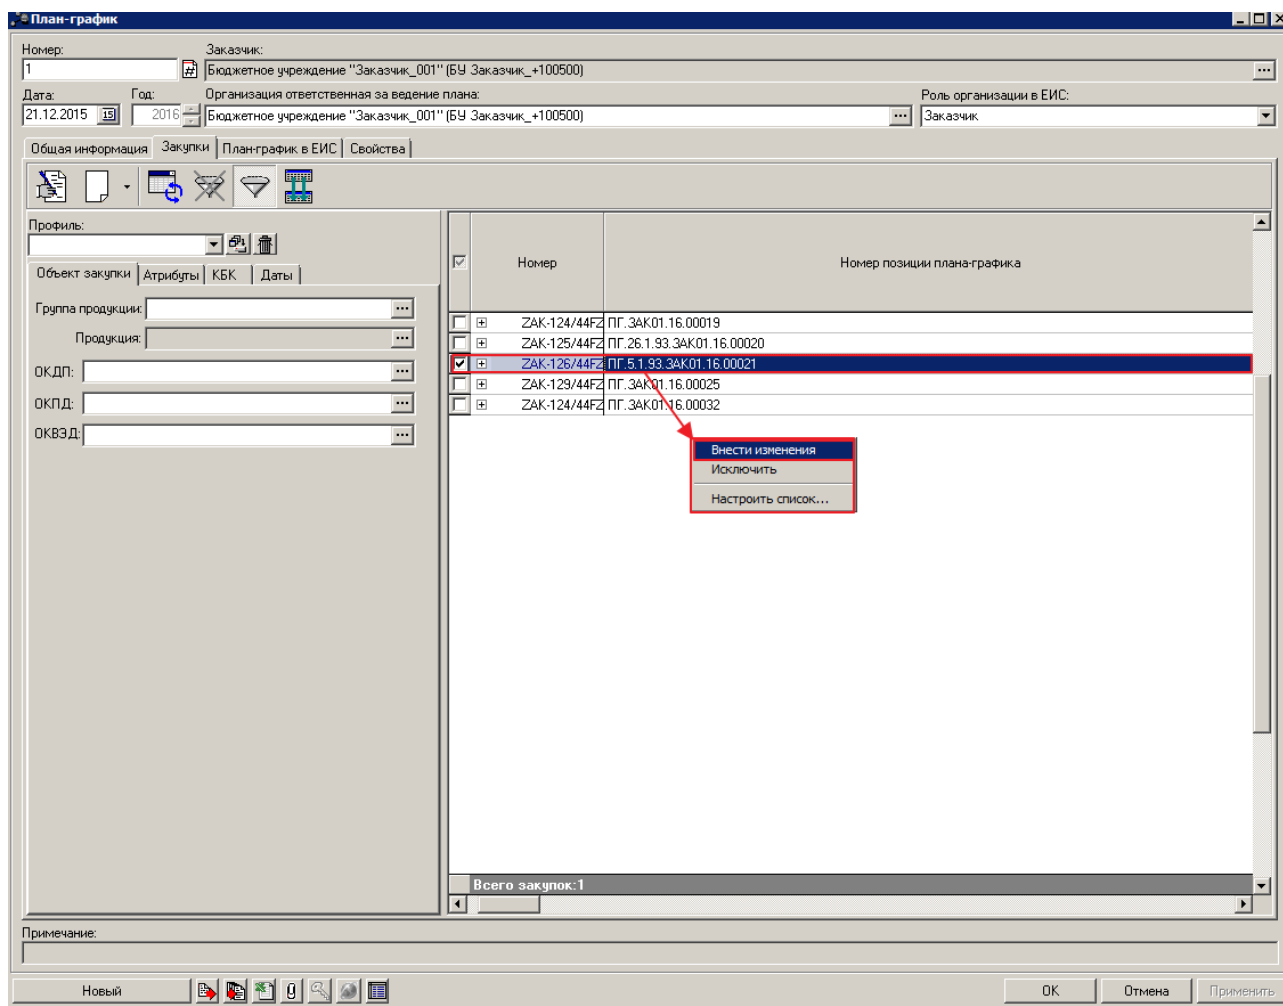 План-график
Номер:
Заказчик:
1
Бюджетное учреждение "Заказчик_001" (БУ Заказчик_+100500)
Дата:
Год:
Организация ответственная за ведение плана:
Роль организации в ЕИС:
21.12.2015
15
2016
Бюджетное учреждение "Заказчик_001" (БУ Заказчик_+100500)
Заказчик
Общая информация
Закупки
План-график в ЕИС
Свойства
Профиль:
Объект закупки
Атрибуты
КБК
Даты
Группа продукции:
Продукция:
ОКДП:
ОКПД:
ОКВЭД:
Номер
Номер позиции плана-графика
ZAK-124/44FZ ПГ.ЗАК01.16.00019
ZAK-125/44FZ ПГ.26.1.93.ЗАК01.16.00020
ZAK-126/44FZ ПГ.5.1.93.ЗАК01.16.00021
ZAK-129/44FZ ПГ.ЗАК01.16.00025
ZAK-124/44FZ ПГ.ЗАК01.16.00032
Внести изменения
Исключить
Настроить список...
Всего закупок:1
Примечание:
Новый
OK
Отмена
Применить